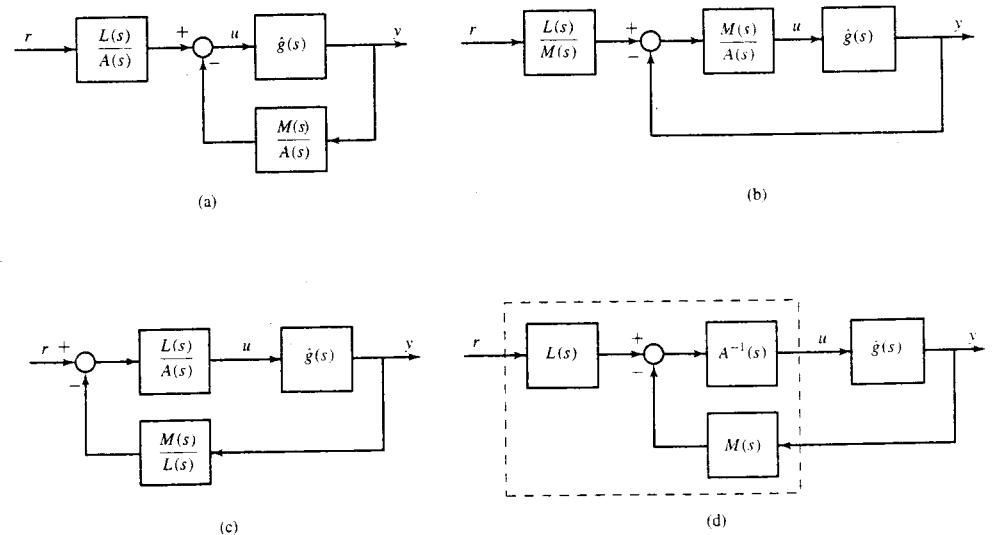 r
L(s)
A(s)
+
−
u
ĝ(s)
y
M(s)
A(s)
(a)
r
L(s)
M(s)
+
−
M(s)
A(s)
u
ĝ(s)
y
(b)
r +
−
L(s)
A(s)
u
ĝ(s)
y
M(s)
L(s)
(c)
r
L(s)
+
−
A⁻¹(s)
u
ĝ(s)
y
M(s)
(d)